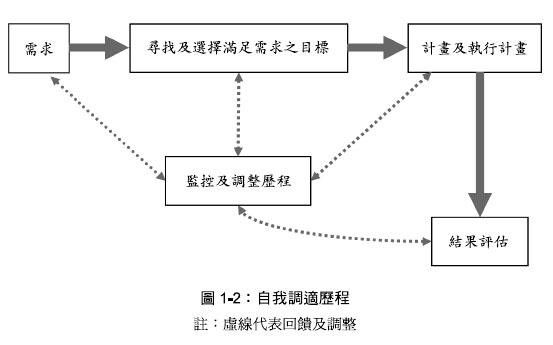 需求
尋找及選擇滿足需求之目標
計畫及執行計畫
監控及調整歷程
結果評估
圖 1-2：自我調適歷程
註：虛線代表回饋及調整